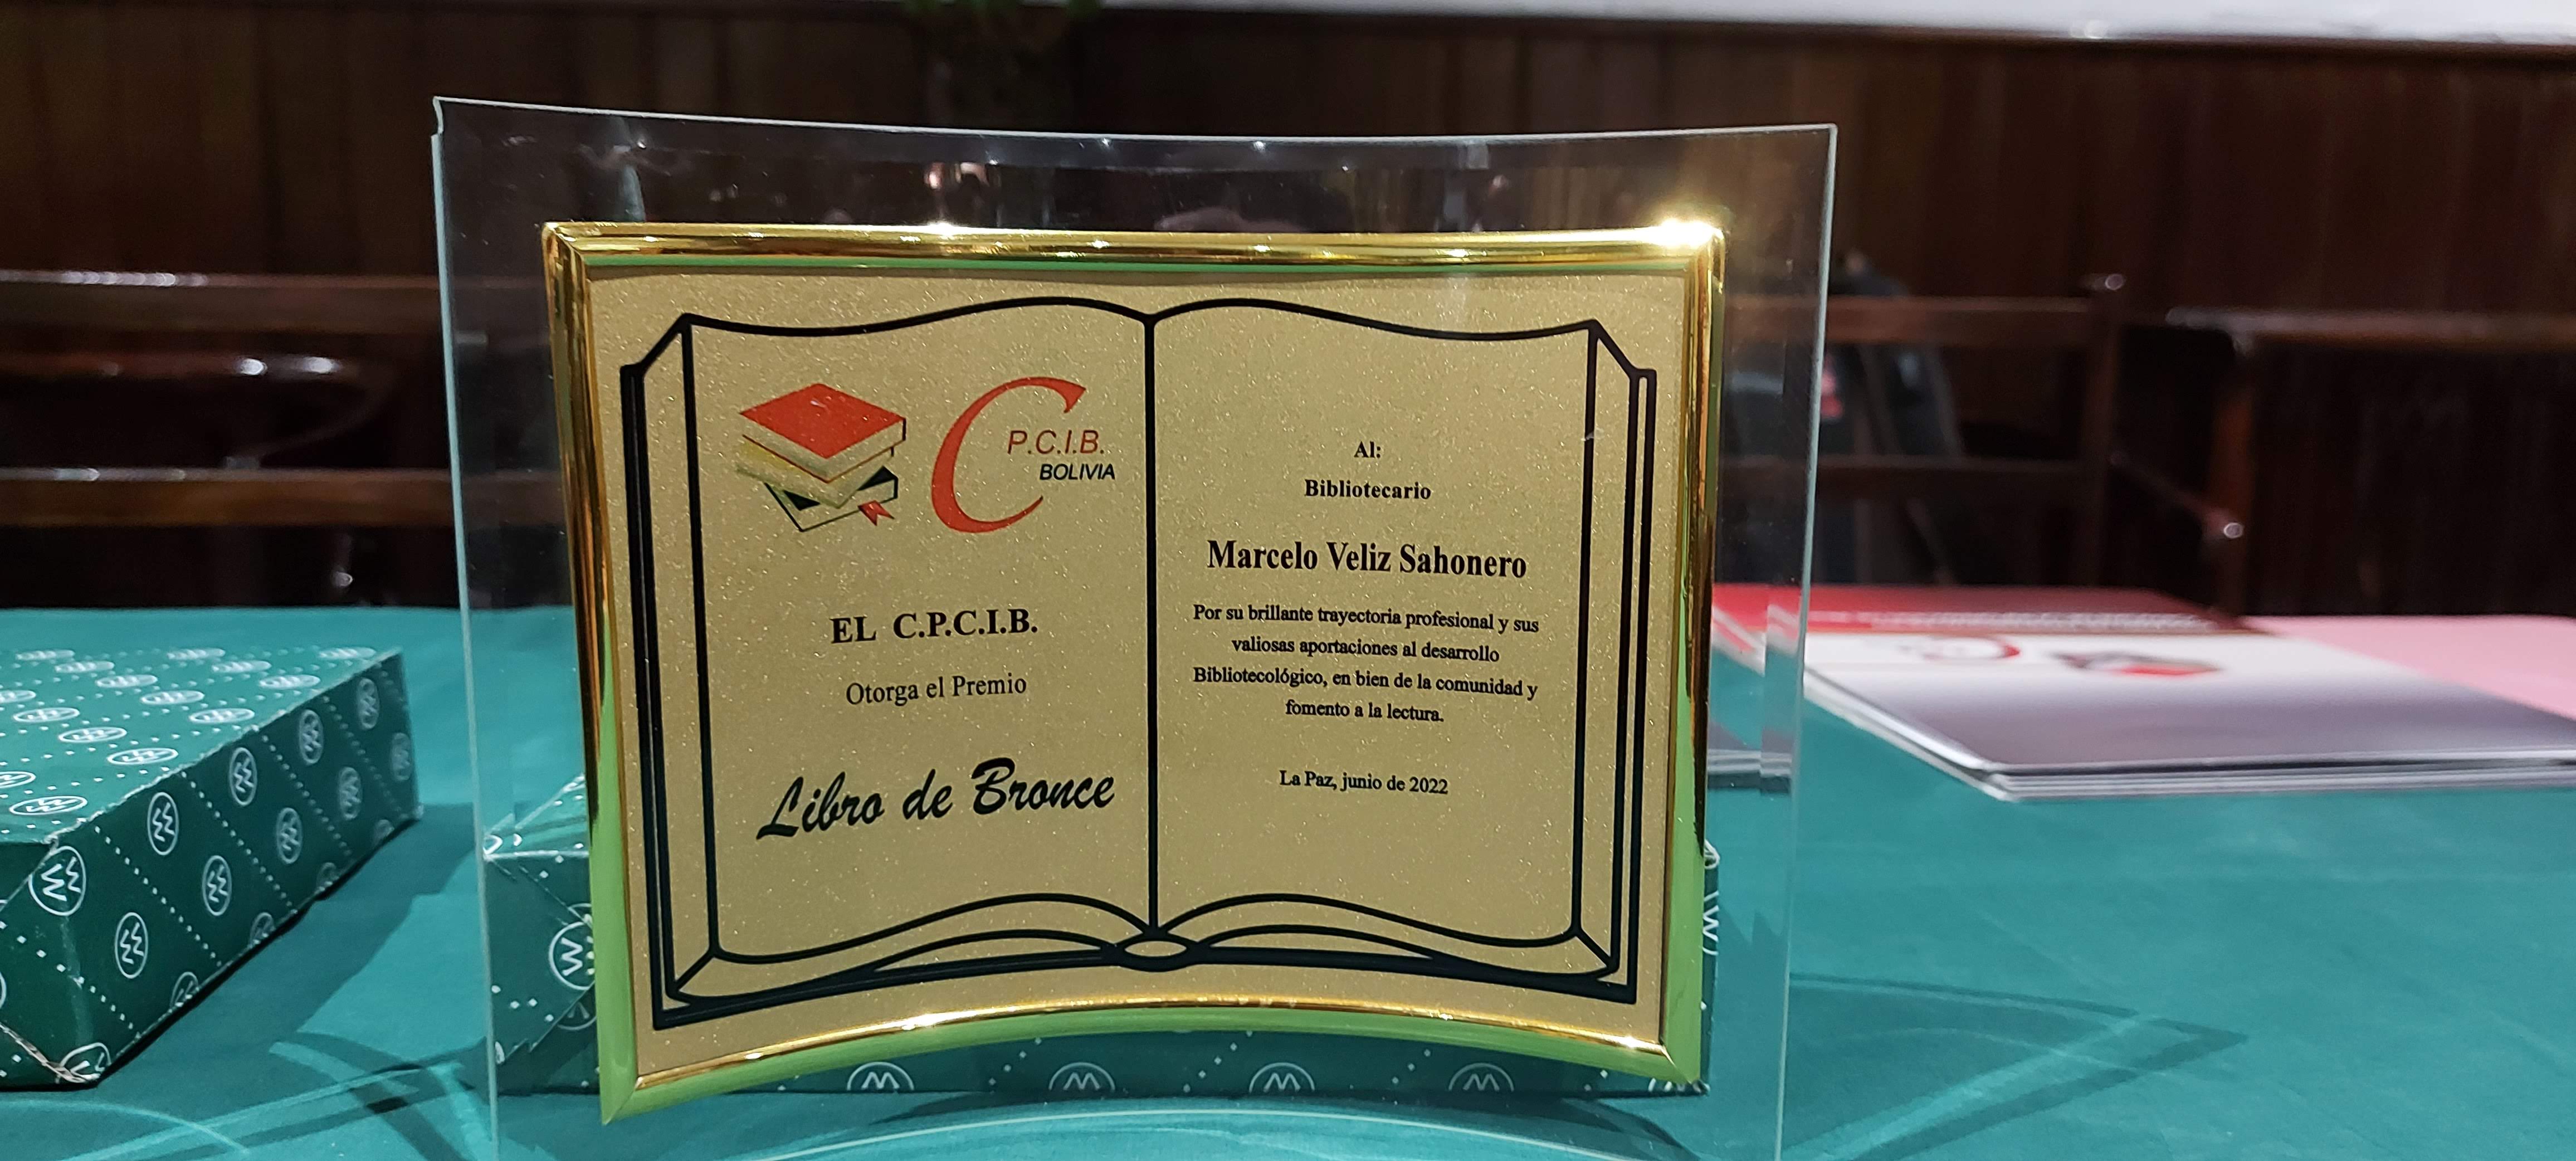 C P.C.I.B.
BOLIVIA
EL C.P.C.I.B.
Otorga el Premio
Libro de Bronce
Al:
Bibliotecario
Marcelo Veliz Sahonero
Por su brillante trayectoria profesional y sus
valiosas aportaciones al desarrollo
Bibliotecológico, en bien de la comunidad y
fomento a la lectura.
La Paz, junio de 2022